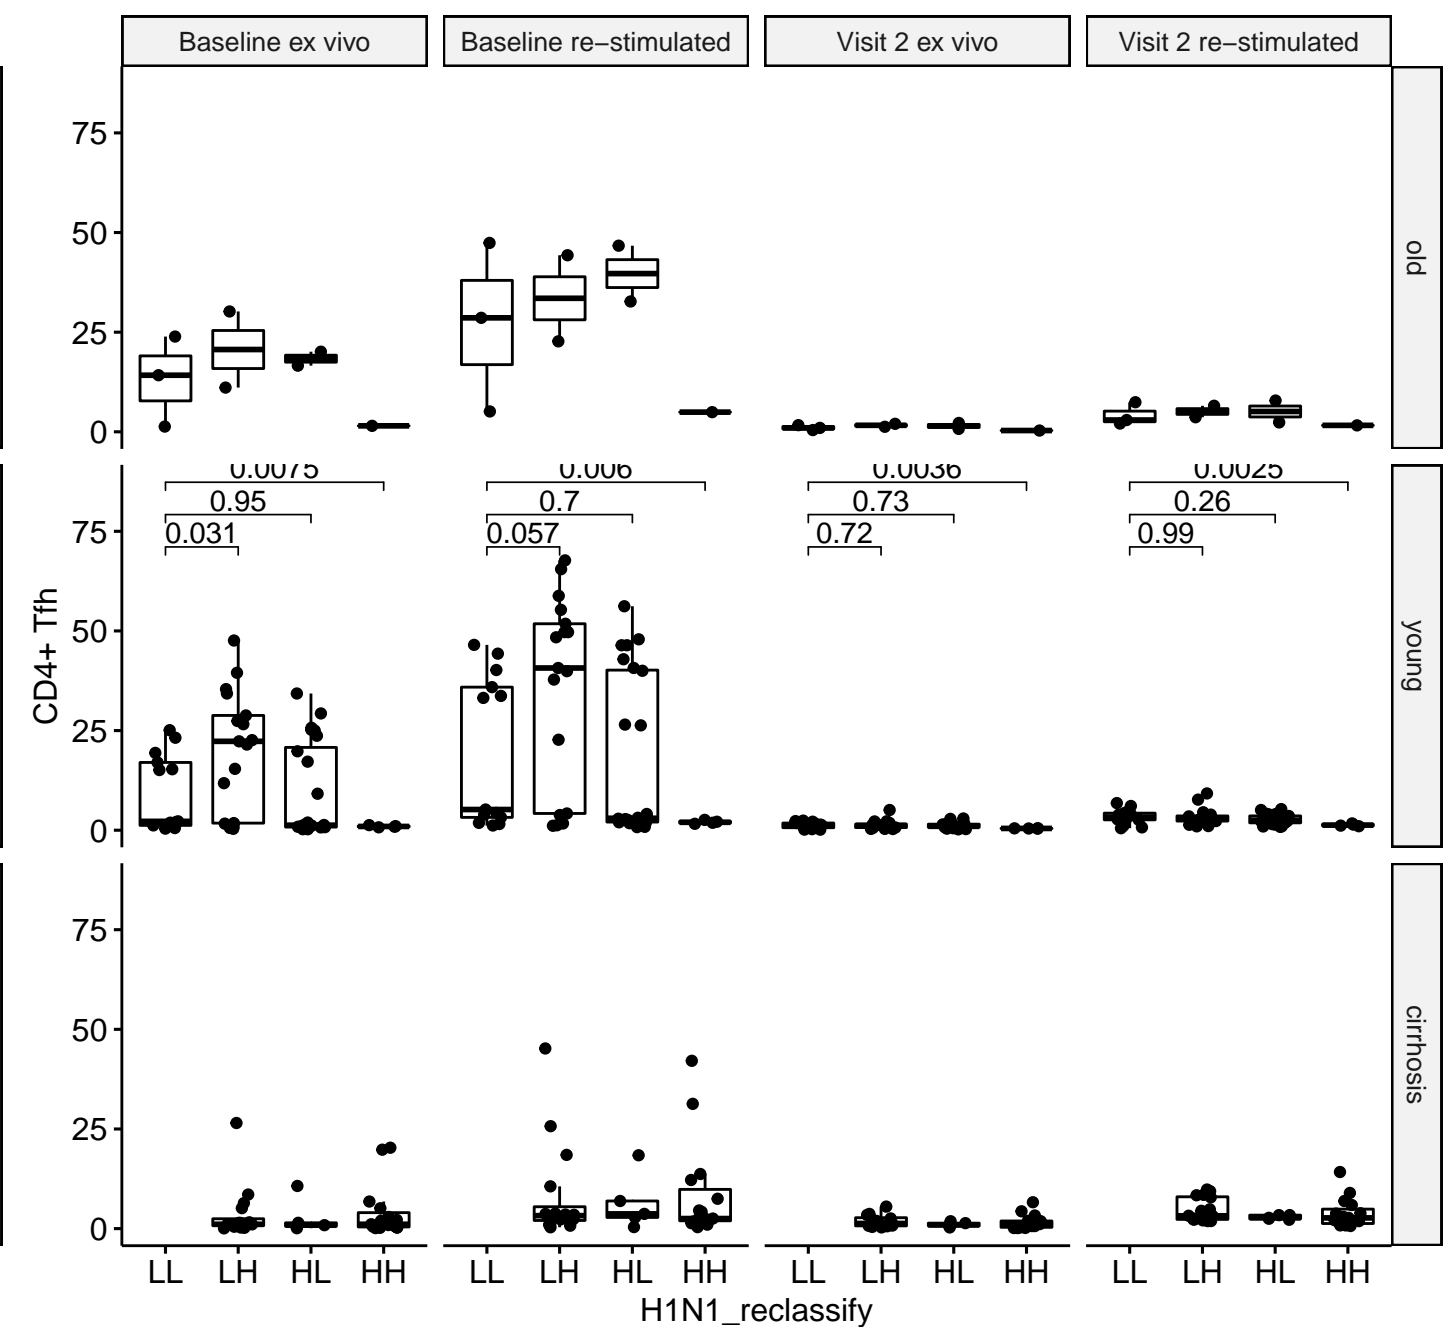 Baseline ex vivo
Baseline re−stimulated
Visit 2 ex vivo
Visit 2 re−stimulated
75
50
25
0
old
0.0075
0.006
0.0036
0.0025
0.95
0.7
0.73
0.26
0.031
0.057
0.72
0.99
75
50
25
0
young
CD4+ Tfh
75
50
25
0
cirrhosis
LL LH HL HH
LL LH HL HH
LL LH HL HH
LL LH HL HH
H1N1_reclassify